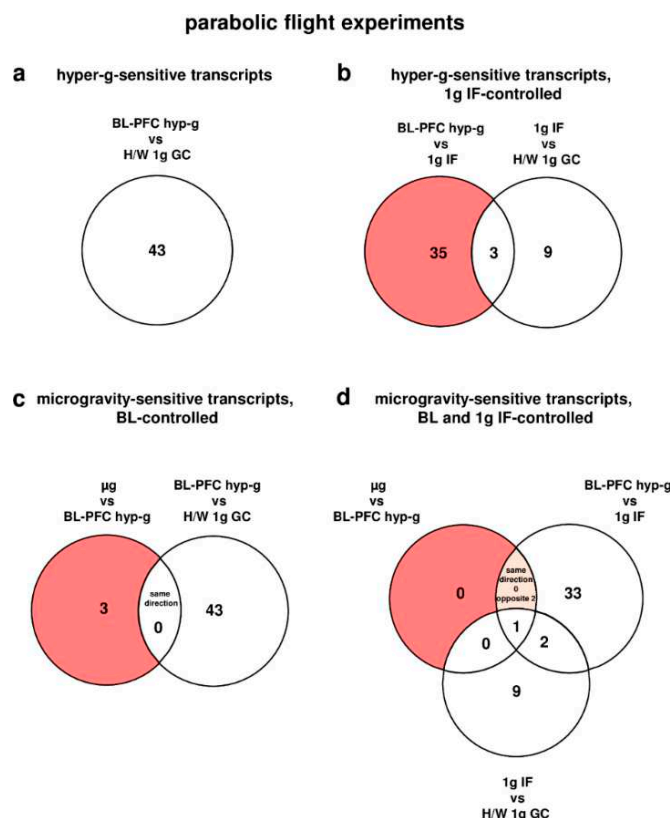 parabolic flight experiments
a hyper-g-sensitive transcripts
BL-PFC hyp-g
vs
H/W 1g GC
43
b hyper-g-sensitive transcripts,
1g IF-controlled
BL-PFC hyp-g
vs
1g IF
1g IF
vs
H/W 1g GC
35
3
9
c microgravity-sensitive transcripts,
BL-controlled
µg
vs
BL-PFC hyp-g
BL-PFC hyp-g
vs
H/W 1g GC
3
same
direction
0
43
d microgravity-sensitive transcripts,
BL and 1g IF-controlled
µg
vs
BL-PFC hyp-g
BL-PFC hyp-g
vs
1g IF
0
same
direction
0
opposite 2
33
1
0
2
9
1g IF
vs
H/W 1g GC